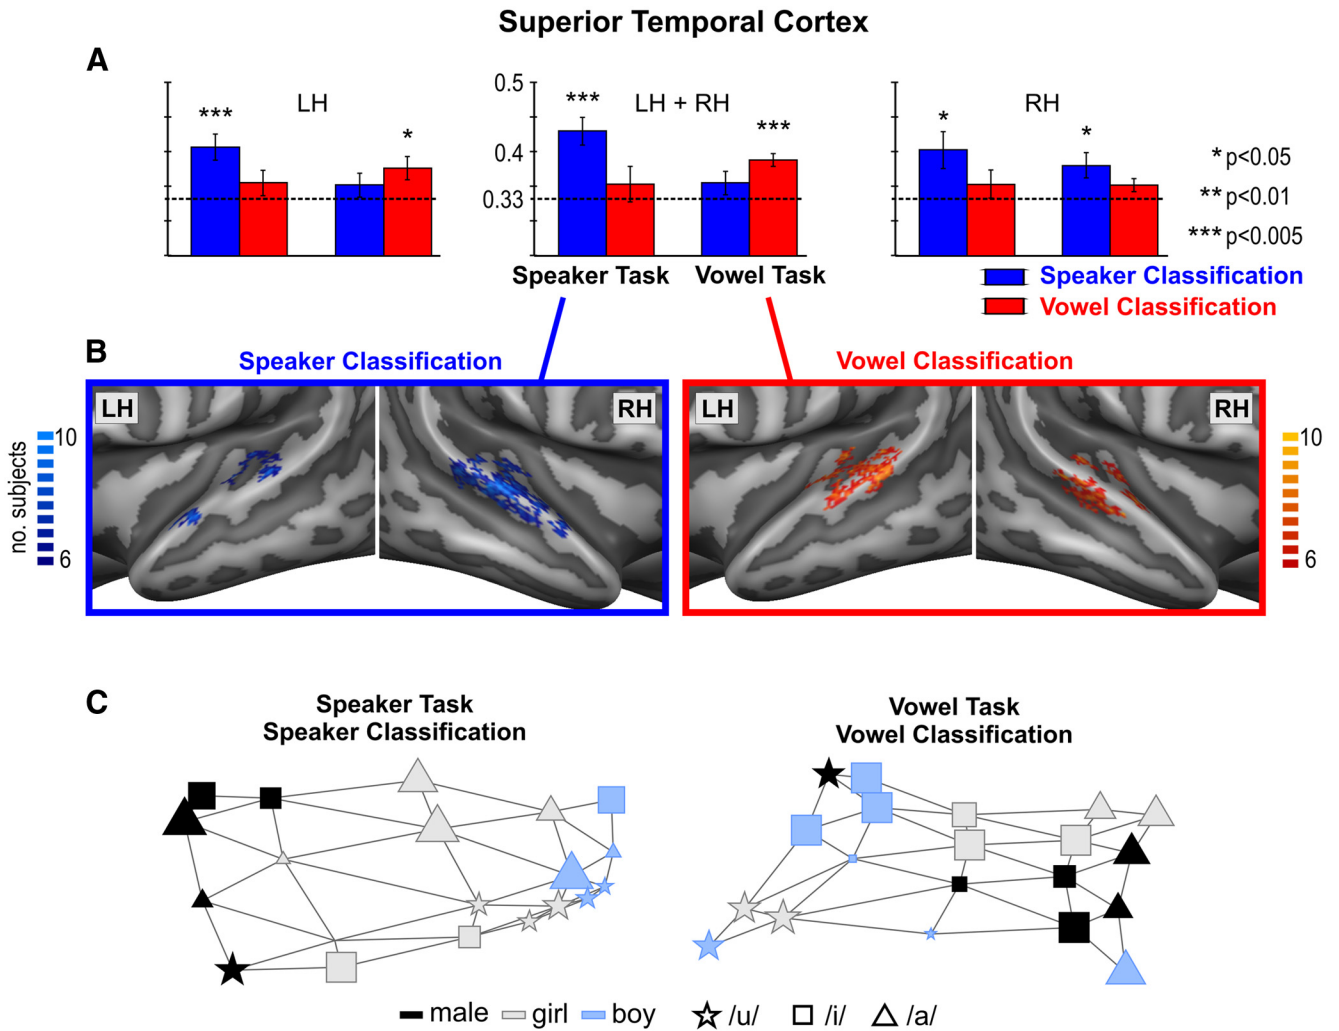 Superior Temporal Cortex
A
LH
***
*
0.5
0.4
0.33
LH + RH
***
***
RH
*
*
* p<0.05
** p<0.01
*** p<0.005
Speaker Task
Vowel Task
Speaker Classification
Vowel Classification
B
Speaker Classification
Vowel Classification
LH
RH
LH
RH
no. subjects
10
6
10
6
C
Speaker Task
Speaker Classification
Vowel Task
Vowel Classification
male girl boy /u/ /i/ /a/